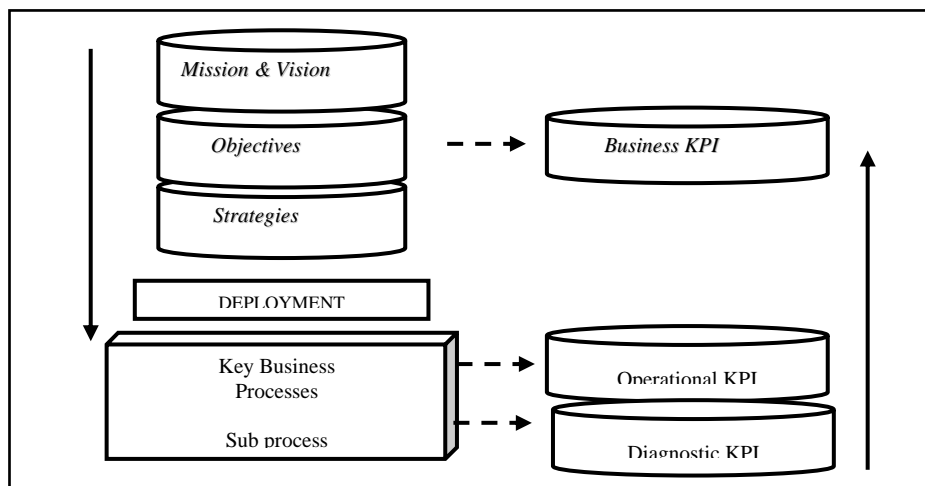 Mission & Vision
Objectives
Business KPI
Strategies
DEPLOYMENT
Key Business
Processes
Operational KPI
Sub process
Diagnostic KPI